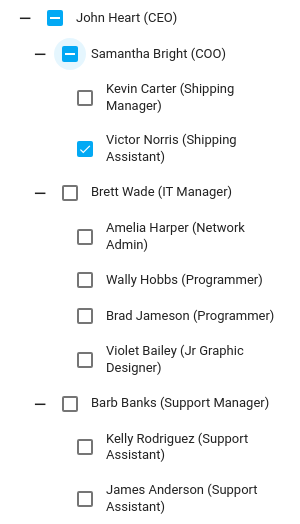 John Heart (CEO)
Samantha Bright (COO)
Kevin Carter (Shipping
Manager)
Victor Norris (Shipping
Assistant)
Brett Wade (IT Manager)
Amelia Harper (Network
Admin)
Wally Hobbs (Programmer)
Brad Jameson (Programmer)
Violet Bailey (Jr Graphic
Designer)
Barb Banks (Support Manager)
Kelly Rodriguez (Support
Assistant)
James Anderson (Support
Assistant)